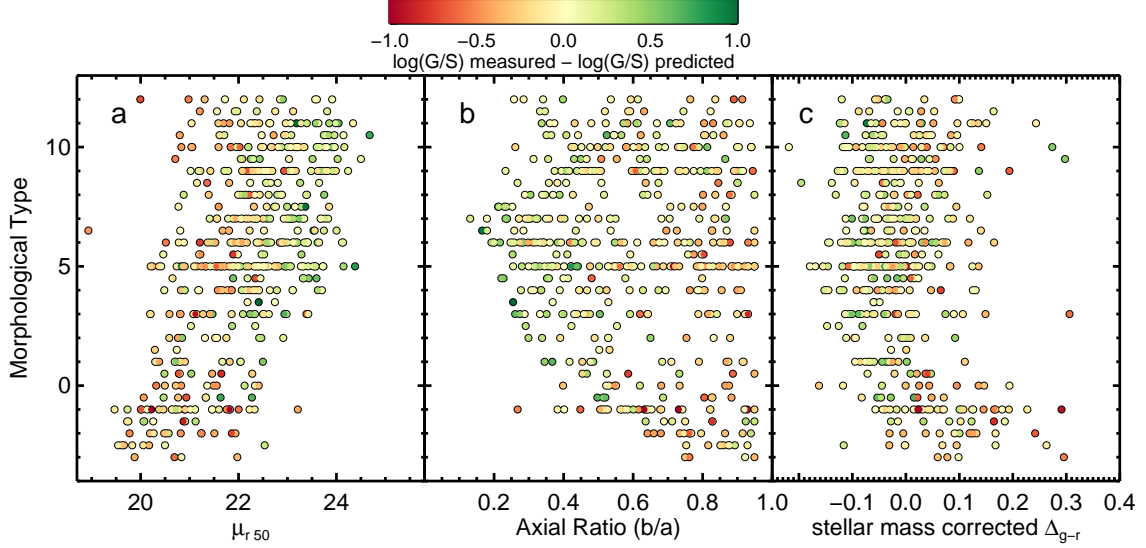 −1.0 −0.5 0.0 0.5 1.0
log(G/S) measured − log(G/S) predicted
a b c
Morphological Type
10
5
0
20 22 24
0.2 0.4 0.6 0.8 1.0
−0.1 0.0 0.1 0.2 0.3 0.4
μr 50
Axial Ratio (b/a)
stellar mass corrected Δg−r